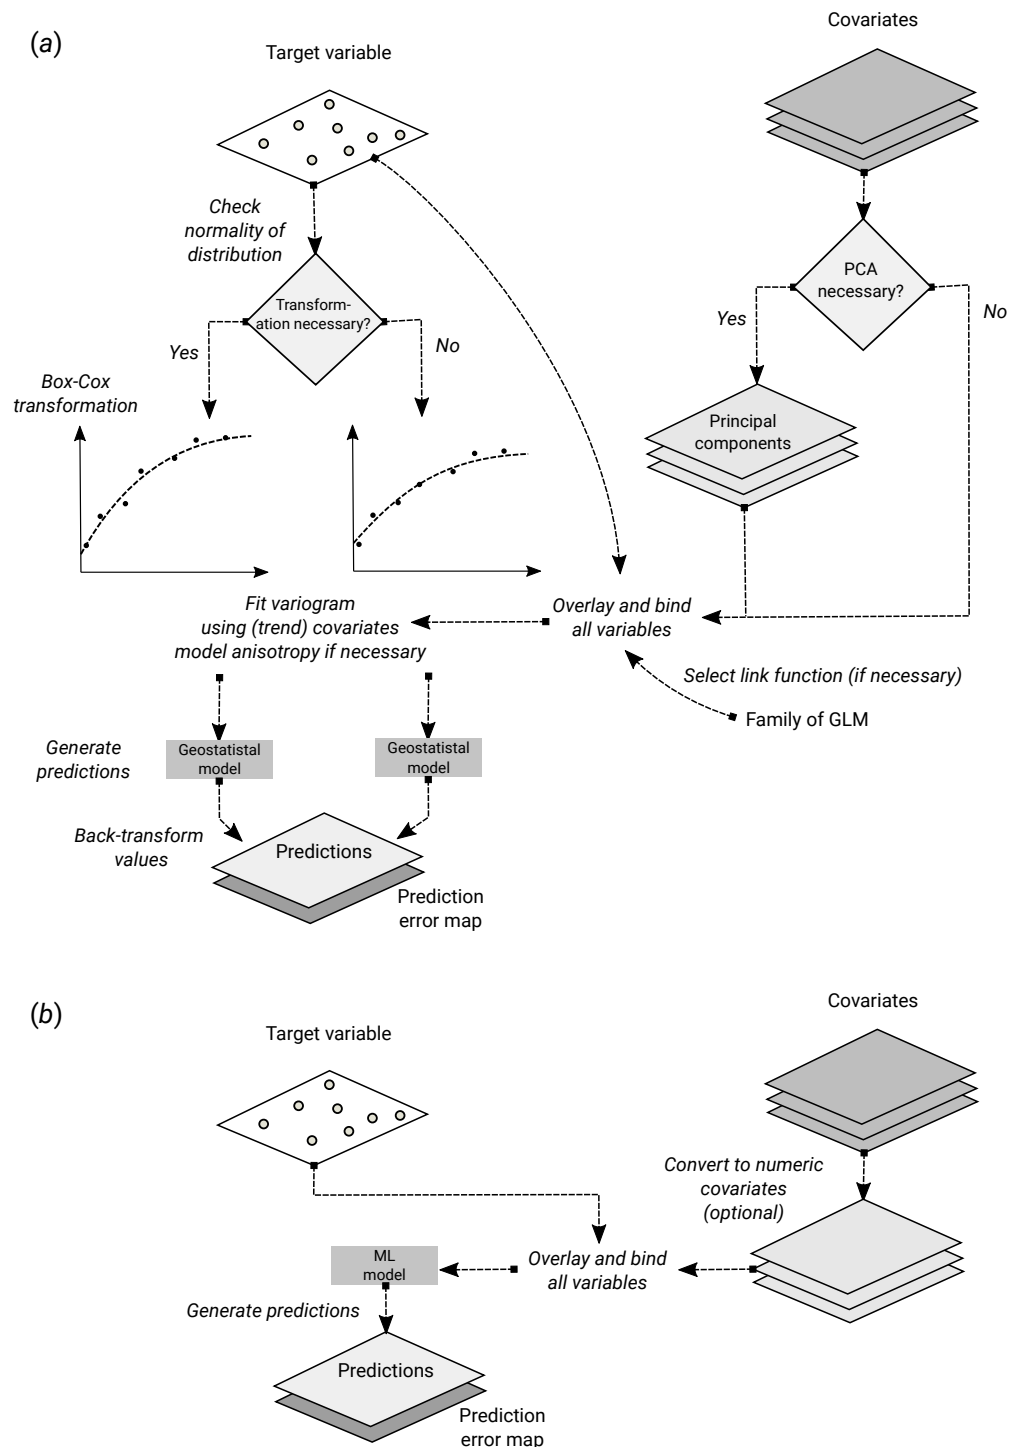 (a)
Target variable
Covariates
Check
normality of
distribution
Transform-
ation necessary?
Yes
No
PCA
necessary?
Yes
No
Box-Cox
transformation
Principal
components
Fit variogram
using (trend) covariates
model anisotropy if necessary
Overlay and bind
all variables
Select link function (if necessary)
Family of GLM
Generate
predictions
Geostatistal
model
Geostatistal
model
Back-transform
values
Predictions
Prediction
error map
(b)
Target variable
Covariates
Convert to numeric
covariates
(optional)
Overlay and bind
all variables
ML
model
Generate predictions
Predictions
Prediction
error map